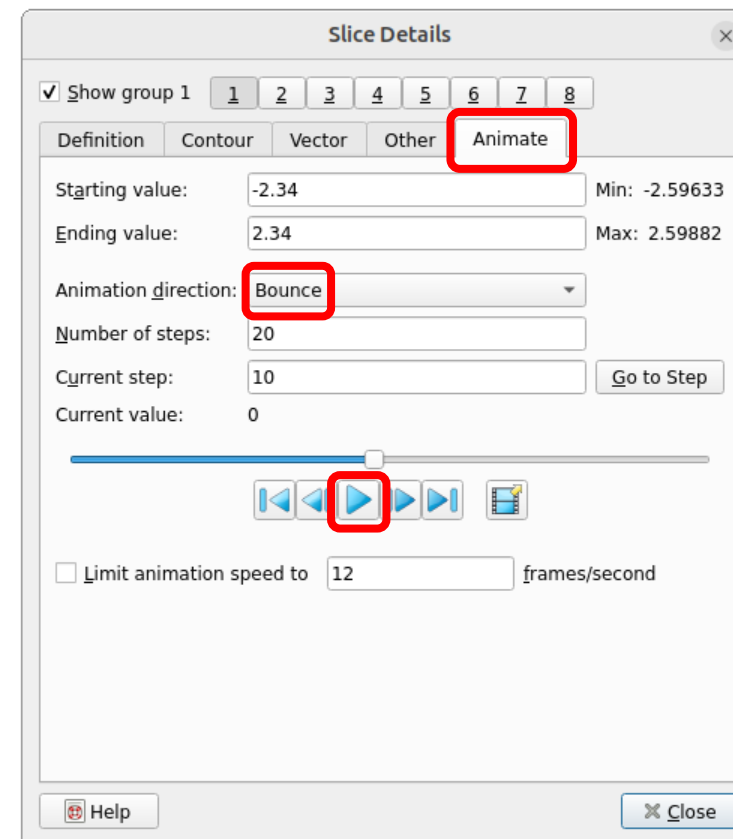 Slice Details
Show group 1 1 2 3 4 5 6 7 8
Definition Contour Vector Other Animate
Starting value: -2.34 Min: -2.59633
Ending value: 2.34 Max: 2.59882
Animation direction: Bounce
Number of steps: 20
Current step: 10 Go to Step
Current value: 0
Limit animation speed to 12 frames/second
Help Close